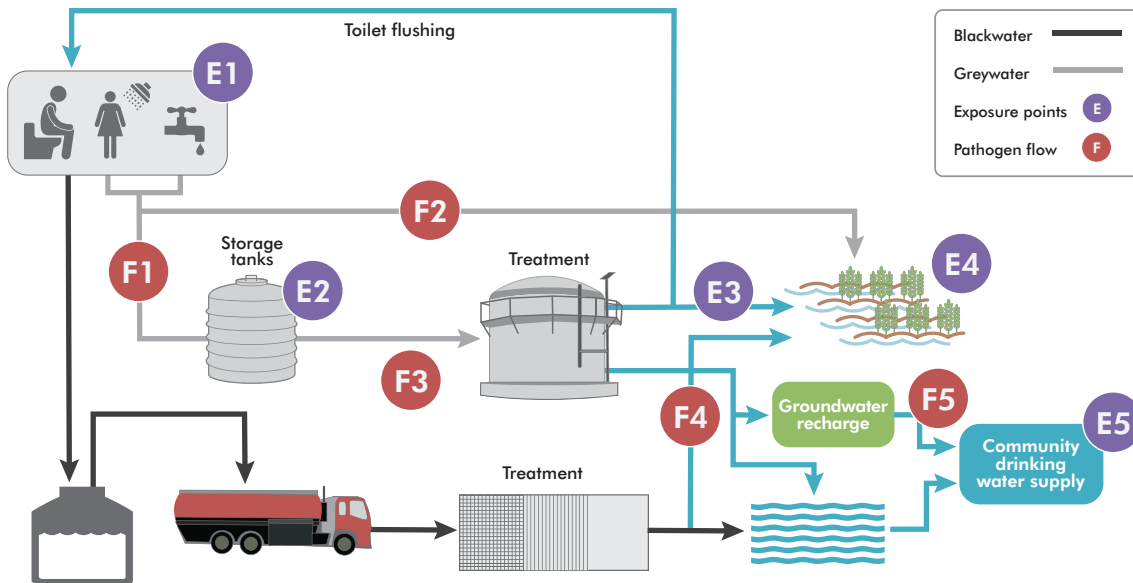 Toilet flushing
Blackwater
Greywater
Exposure points E
Pathogen flow F
E1
F2
F1
Storage
tanks
E2
Treatment
E3
E4
F3
F4
Groundwater
recharge
F5
E5
Community
drinking
water supply
Treatment